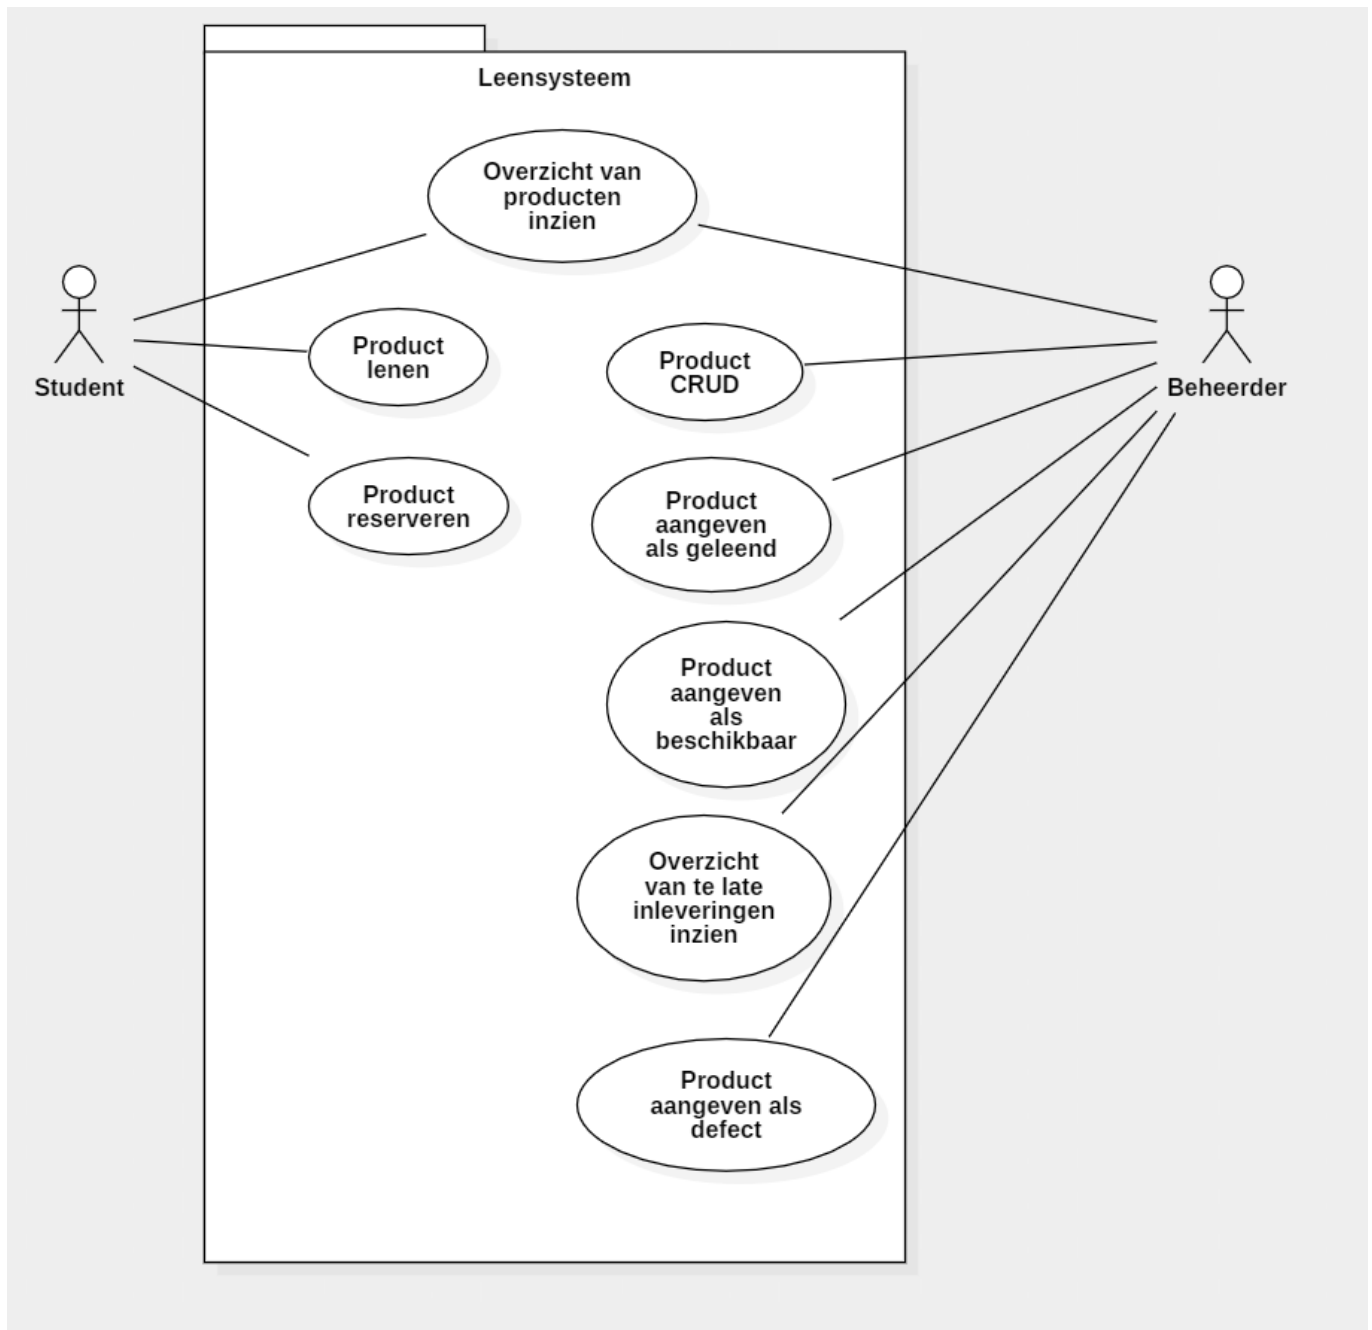 Leensysteem
Overzicht van
producten
inzien
Student
Product
lenen
Product
CRUD
Beheerder
Product
reserveren
Product
aangeven
als geleend
Product
aangeven
als
beschikbaar
Overzicht
van te late
inleveringen
inzien
Product
aangeven als
defect